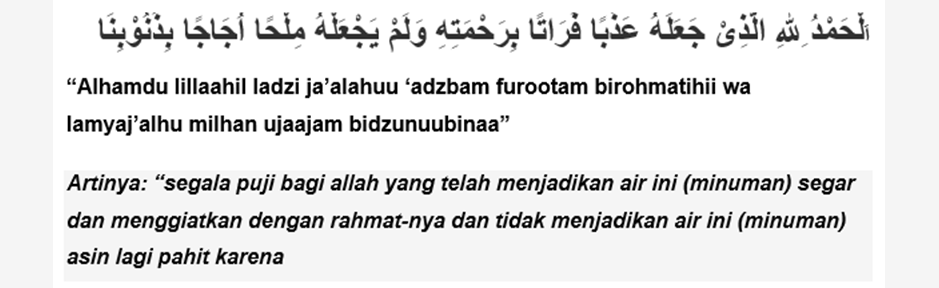 اَلْحَمْدُ ِللهِ الَّذِىْ جَعَلَهُ عَذْبًا فُرَاتًا بِرَحْمَتِهِ وَلَمْ يَجْعَلْهُ مِلْحًا اُجَاجًا بِذُنُوْبِنَا
“Alhamdu lillaahil ladzi ja’alahuu ‘adzbam furootam birohmatihii wa
lamyaj’alhu milhan ujaajam bidzunuubinaa”
Artinya: “segala puji bagi allah yang telah menjadikan air ini (minuman) segar
dan menggiatkan dengan rahmat-nya dan tidak menjadikan air ini (minuman)
asin lagi pahit karena